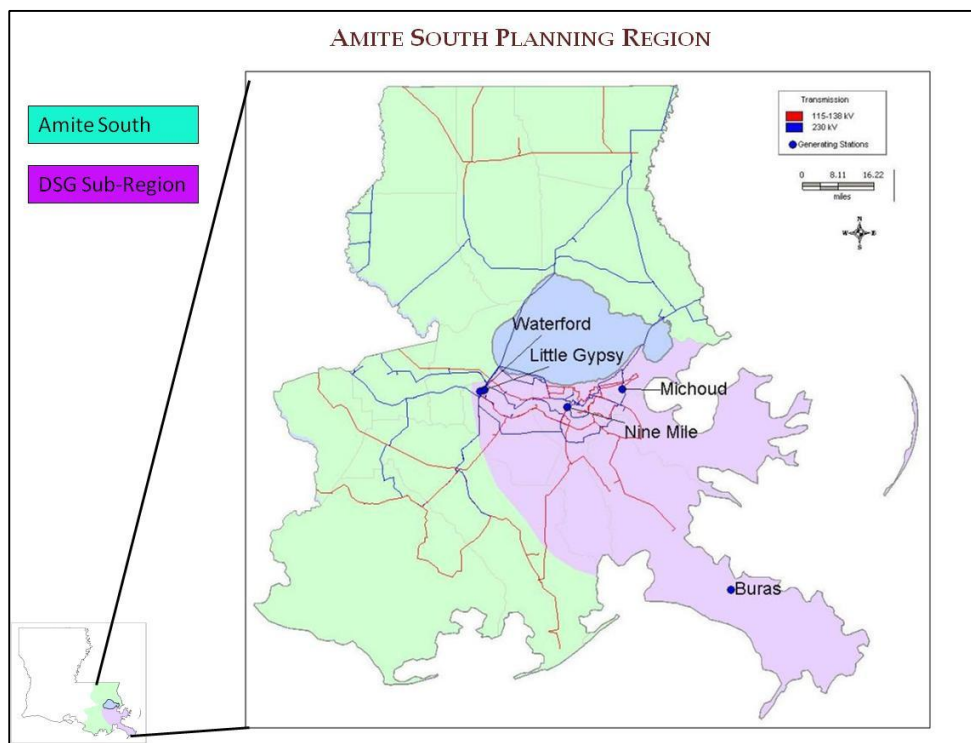 AMITE SOUTH PLANNING REGION
Amite South
DSG Sub-Region
Transmission
115-138 kV
230 kV
Generating Stations
0 8.11 16.22
miles
N
W E
S
Waterford
Little Gypsy
Michoud
Nine Mile
Buras